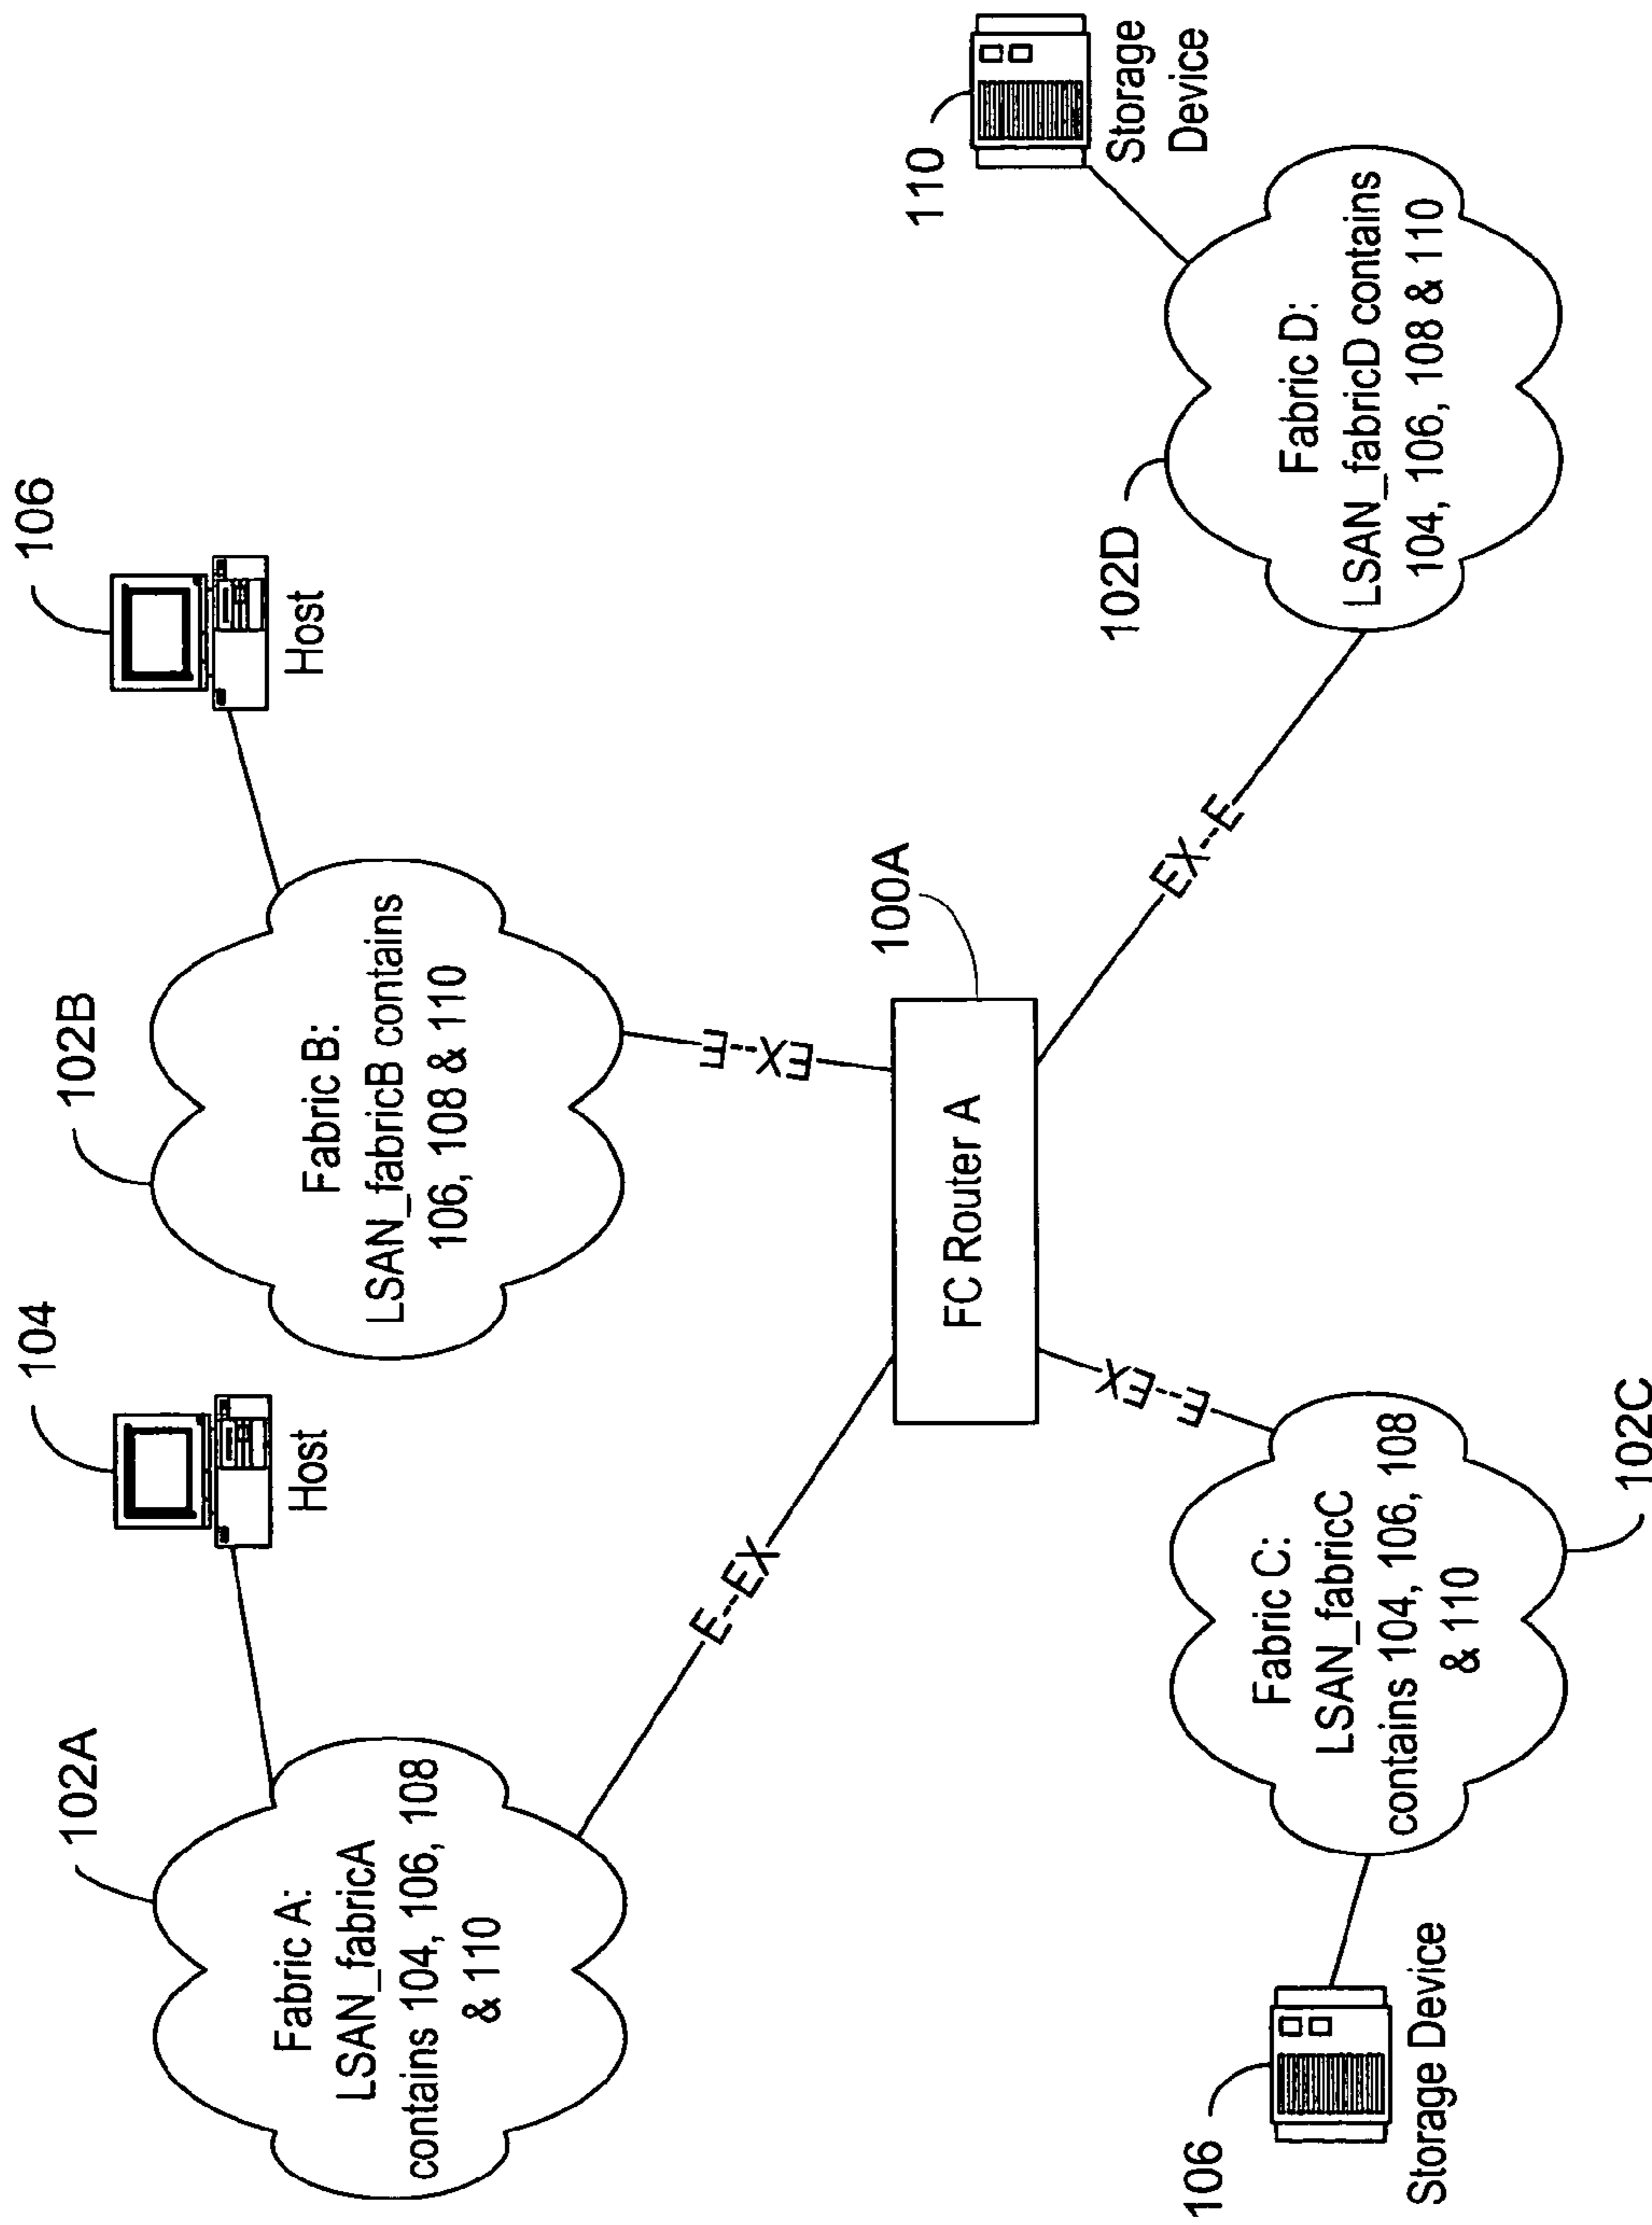 104
Host
106
Host
102A
Fabric A:
LSAN_fabricA
contains 104, 106, 108
& 110
102B
Fabric B:
LSAN_fabricB contains
106, 108 & 110
E--EX
E--EX
FC Router A
100A
EX--E
EX--E
106
Storage Device
Fabric C:
LSAN_fabricC
contains 104, 106, 108
& 110
102C
102D
Fabric D:
LSAN_fabricD contains
104, 106, 108 & 110
110
Storage
Device